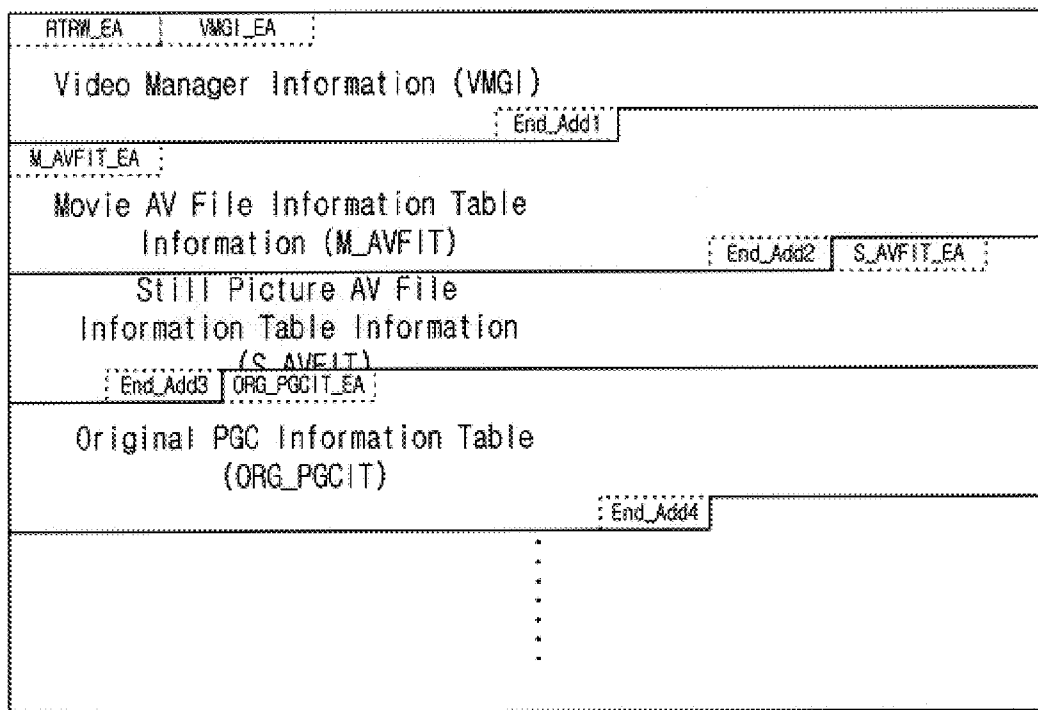 RTRW_EA VMGI_EA
Video Manager Information (VMGI)
End_Add1
M_AVFIT_EA
Movie AV File Information Table
Information (M_AVFIT)
End_Add2 S_AVFIT_EA
Still Picture AV File
Information Table Information
(S_AVFIT)
End_Add3 ORG_PGCIT_EA
Original PGC Information Table
(ORG_PGCIT)
End_Add4